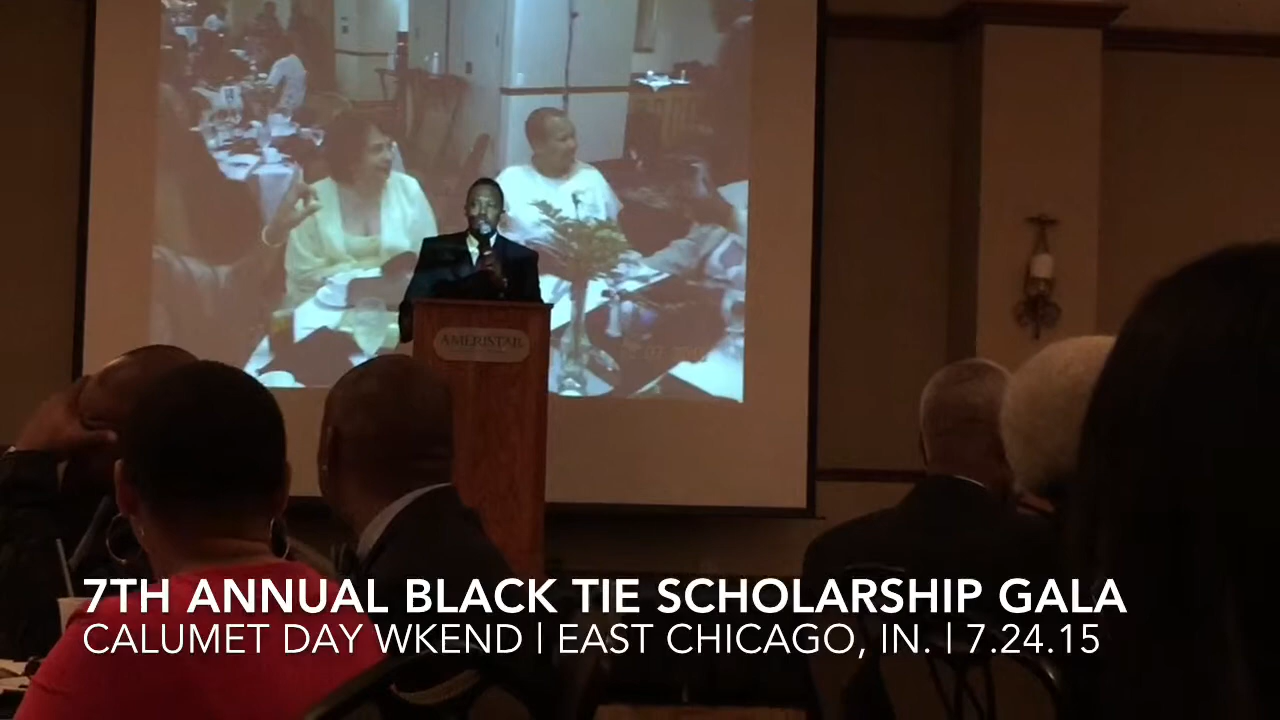 AMERISTAR
7TH ANNUAL BLACK TIE SCHOLARSHIP GALA
CALUMET DAY WKEND | EAST CHICAGO, IN. | 7.24.15